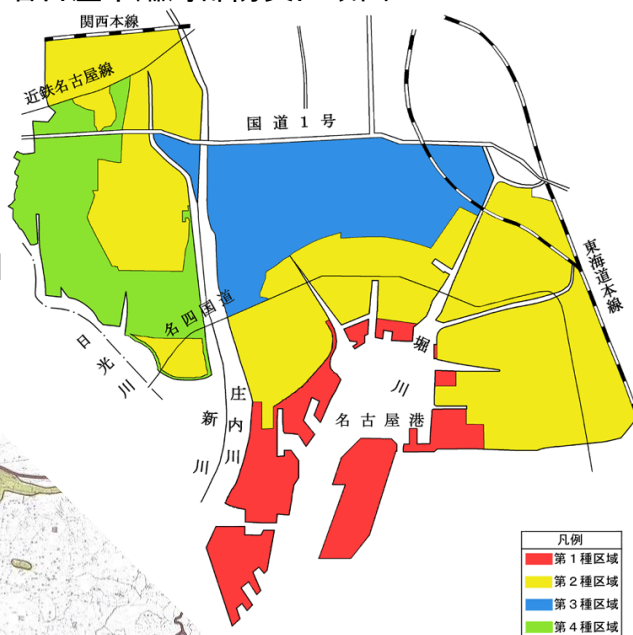 関西本線
近鉄名古屋線
国道1号
東海道本線
名四国道
日光川
庄内川
新川
堀川
名古屋港
凡例
第1種区域
第2種区域
第3種区域
第4種区域